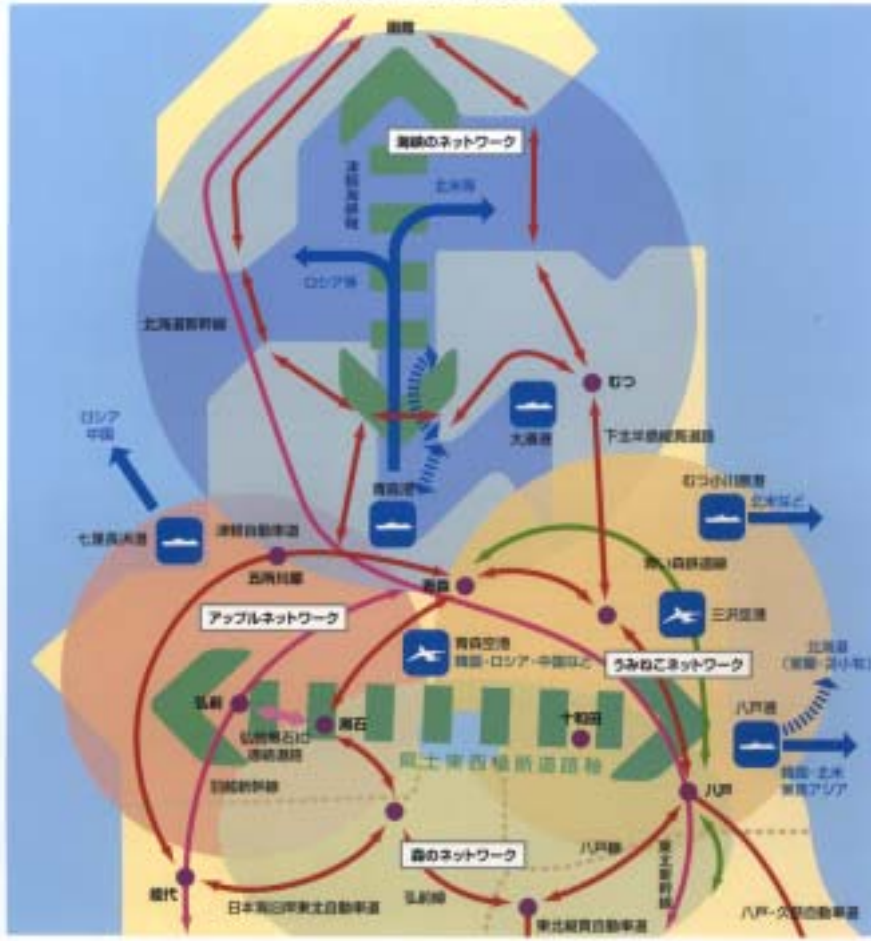 函館
海峡のネットワーク
津軽海峡軸
北米等
ロシア等
北海道新幹線
むつ
大湊港
下北半島縦貫道路
ロシア
中国
青森港
むつ小川原港
北米など
七里長浜港
津軽自動車道
五所川原
青い森鉄道線
青森
三沢空港
アップルネットワーク
青森空港
韓国・ロシア・中国など
うみねこネットワーク
北海道
(室蘭・苫小牧)
弘前
黒石
十和田
八戸港
連絡道路
県土東西横断道路軸
韓国・北米
東南アジア
羽越新幹線
八戸
森のネットワーク
八戸線
東北新幹線
能代
弘前線
日本海沿岸東北自動車道
東北縦貫自動車道
八戸・久慈自動車道